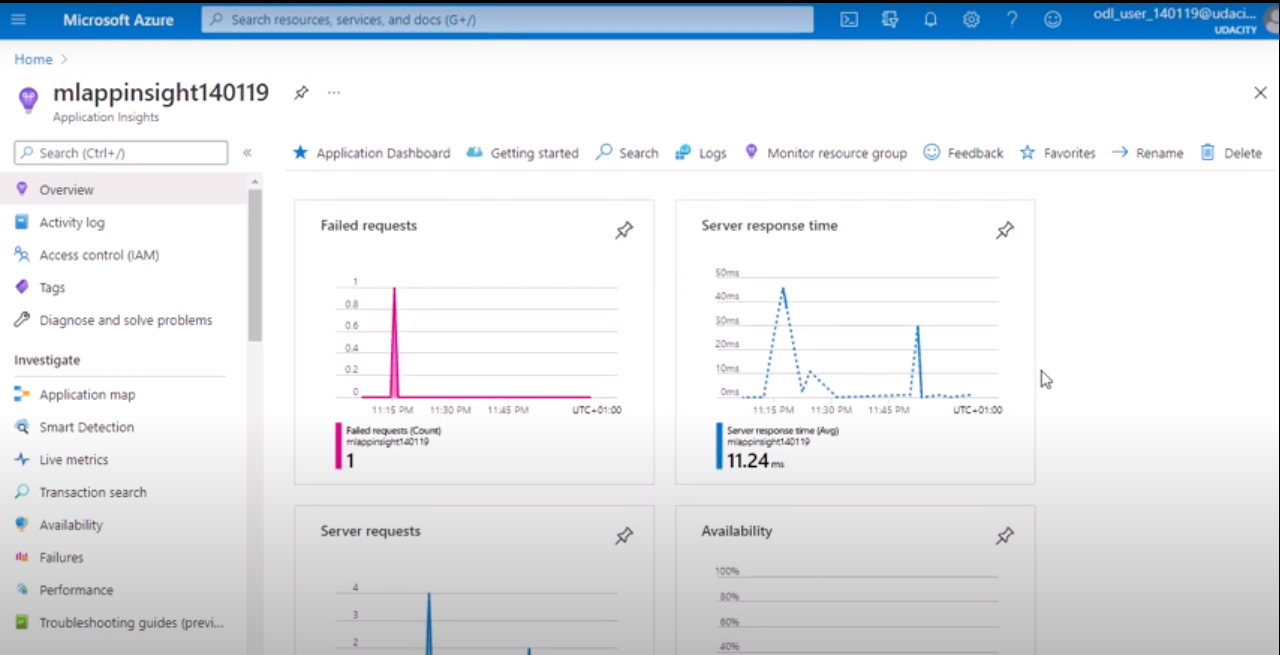 Microsoft Azure
Search resources, services, and docs (G+/)
odl_user_140119@udaci...
UDACITY
Home >
mlappinsight140119
Application Insights
Search (Ctrl+/)
Overview
Activity log
Access control (IAM)
Tags
Diagnose and solve problems
Investigate
Application map
Smart Detection
Live metrics
Transaction search
Availability
Failures
Performance
Troubleshooting guides (previ...
Application Dashboard Getting started Search Logs Monitor resource group Feedback Favorites Rename Delete
Failed requests
1
0.8
0.6
0.4
0.2
0
11:15 PM 11:30 PM 11:45 PM UTC+01:00
Failed requests (Count)
mlappinsight140119
1
Server response time
50ms
40ms
30ms
20ms
10ms
0ms
11:15 PM 11:30 PM 11:45 PM UTC+01:00
Server response time (Avg)
mlappinsight140119
11.24 ms
Server requests
4
3
2
Availability
100%
80%
60%
40%